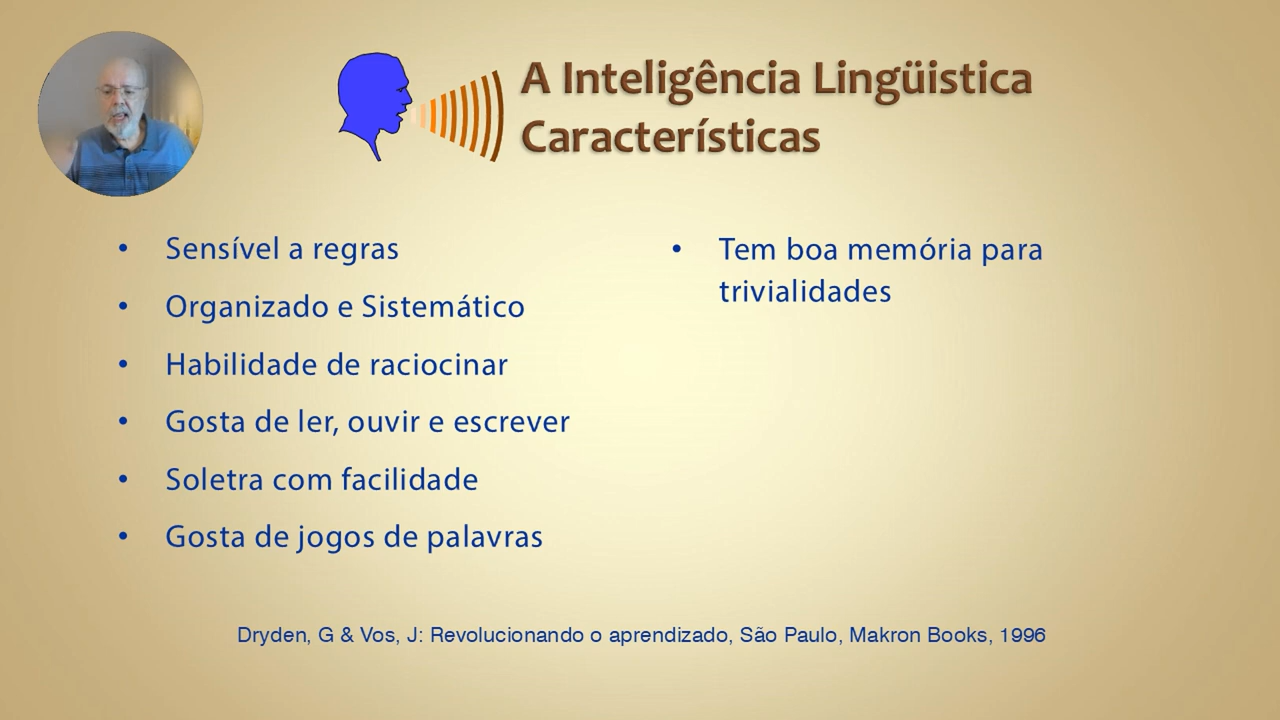 A Inteligência Lingüistica
Características
• Sensível a regras
• Organizado e Sistemático
• Habilidade de raciocinar
• Gosta de ler, ouvir e escrever
• Soletra com facilidade
• Gosta de jogos de palavras
• Tem boa memória para
trivialidades
Dryden, G & Vos, J: Revolucionando o aprendizado, São Paulo, Makron Books, 1996